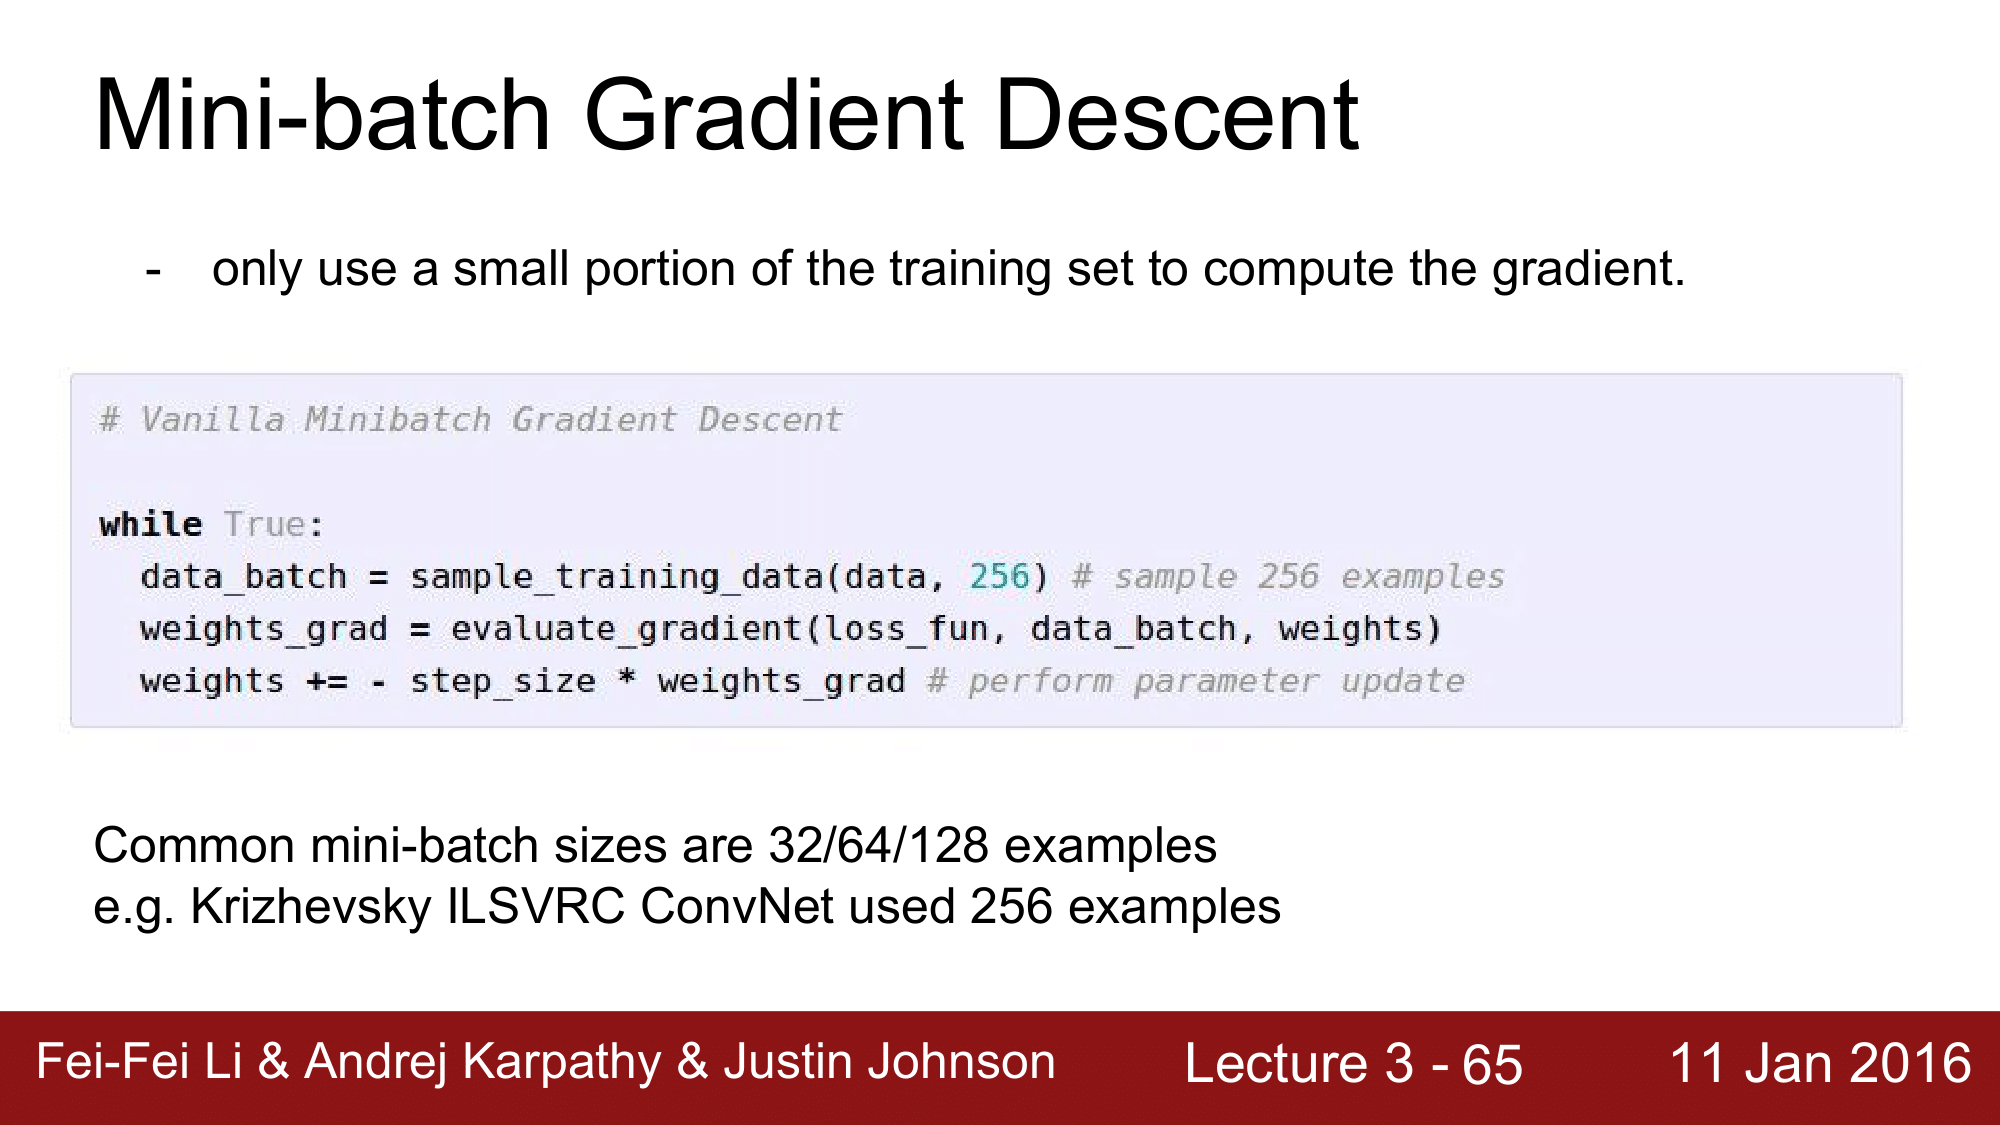 Mini-batch Gradient Descent
- only use a small portion of the training set to compute the gradient.
# Vanilla Minibatch Gradient Descent
while True:
  data_batch = sample_training_data(data, 256) # sample 256 examples
  weights_grad = evaluate_gradient(loss_fun, data_batch, weights)
  weights += - step_size * weights_grad # perform parameter update
Common mini-batch sizes are 32/64/128 examples
e.g. Krizhevsky ILSVRC ConvNet used 256 examples
Fei-Fei Li & Andrej Karpathy & Justin Johnson Lecture 3 - 65 11 Jan 2016